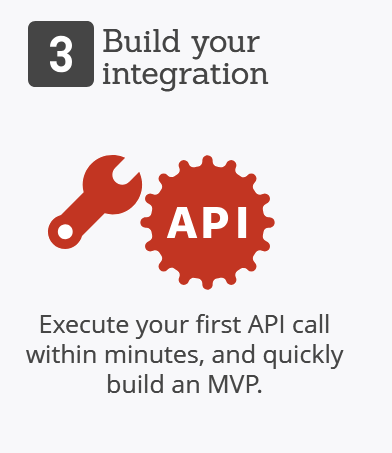 3
Build your
integration
API
Execute your first API call
within minutes, and quickly
build an MVP.